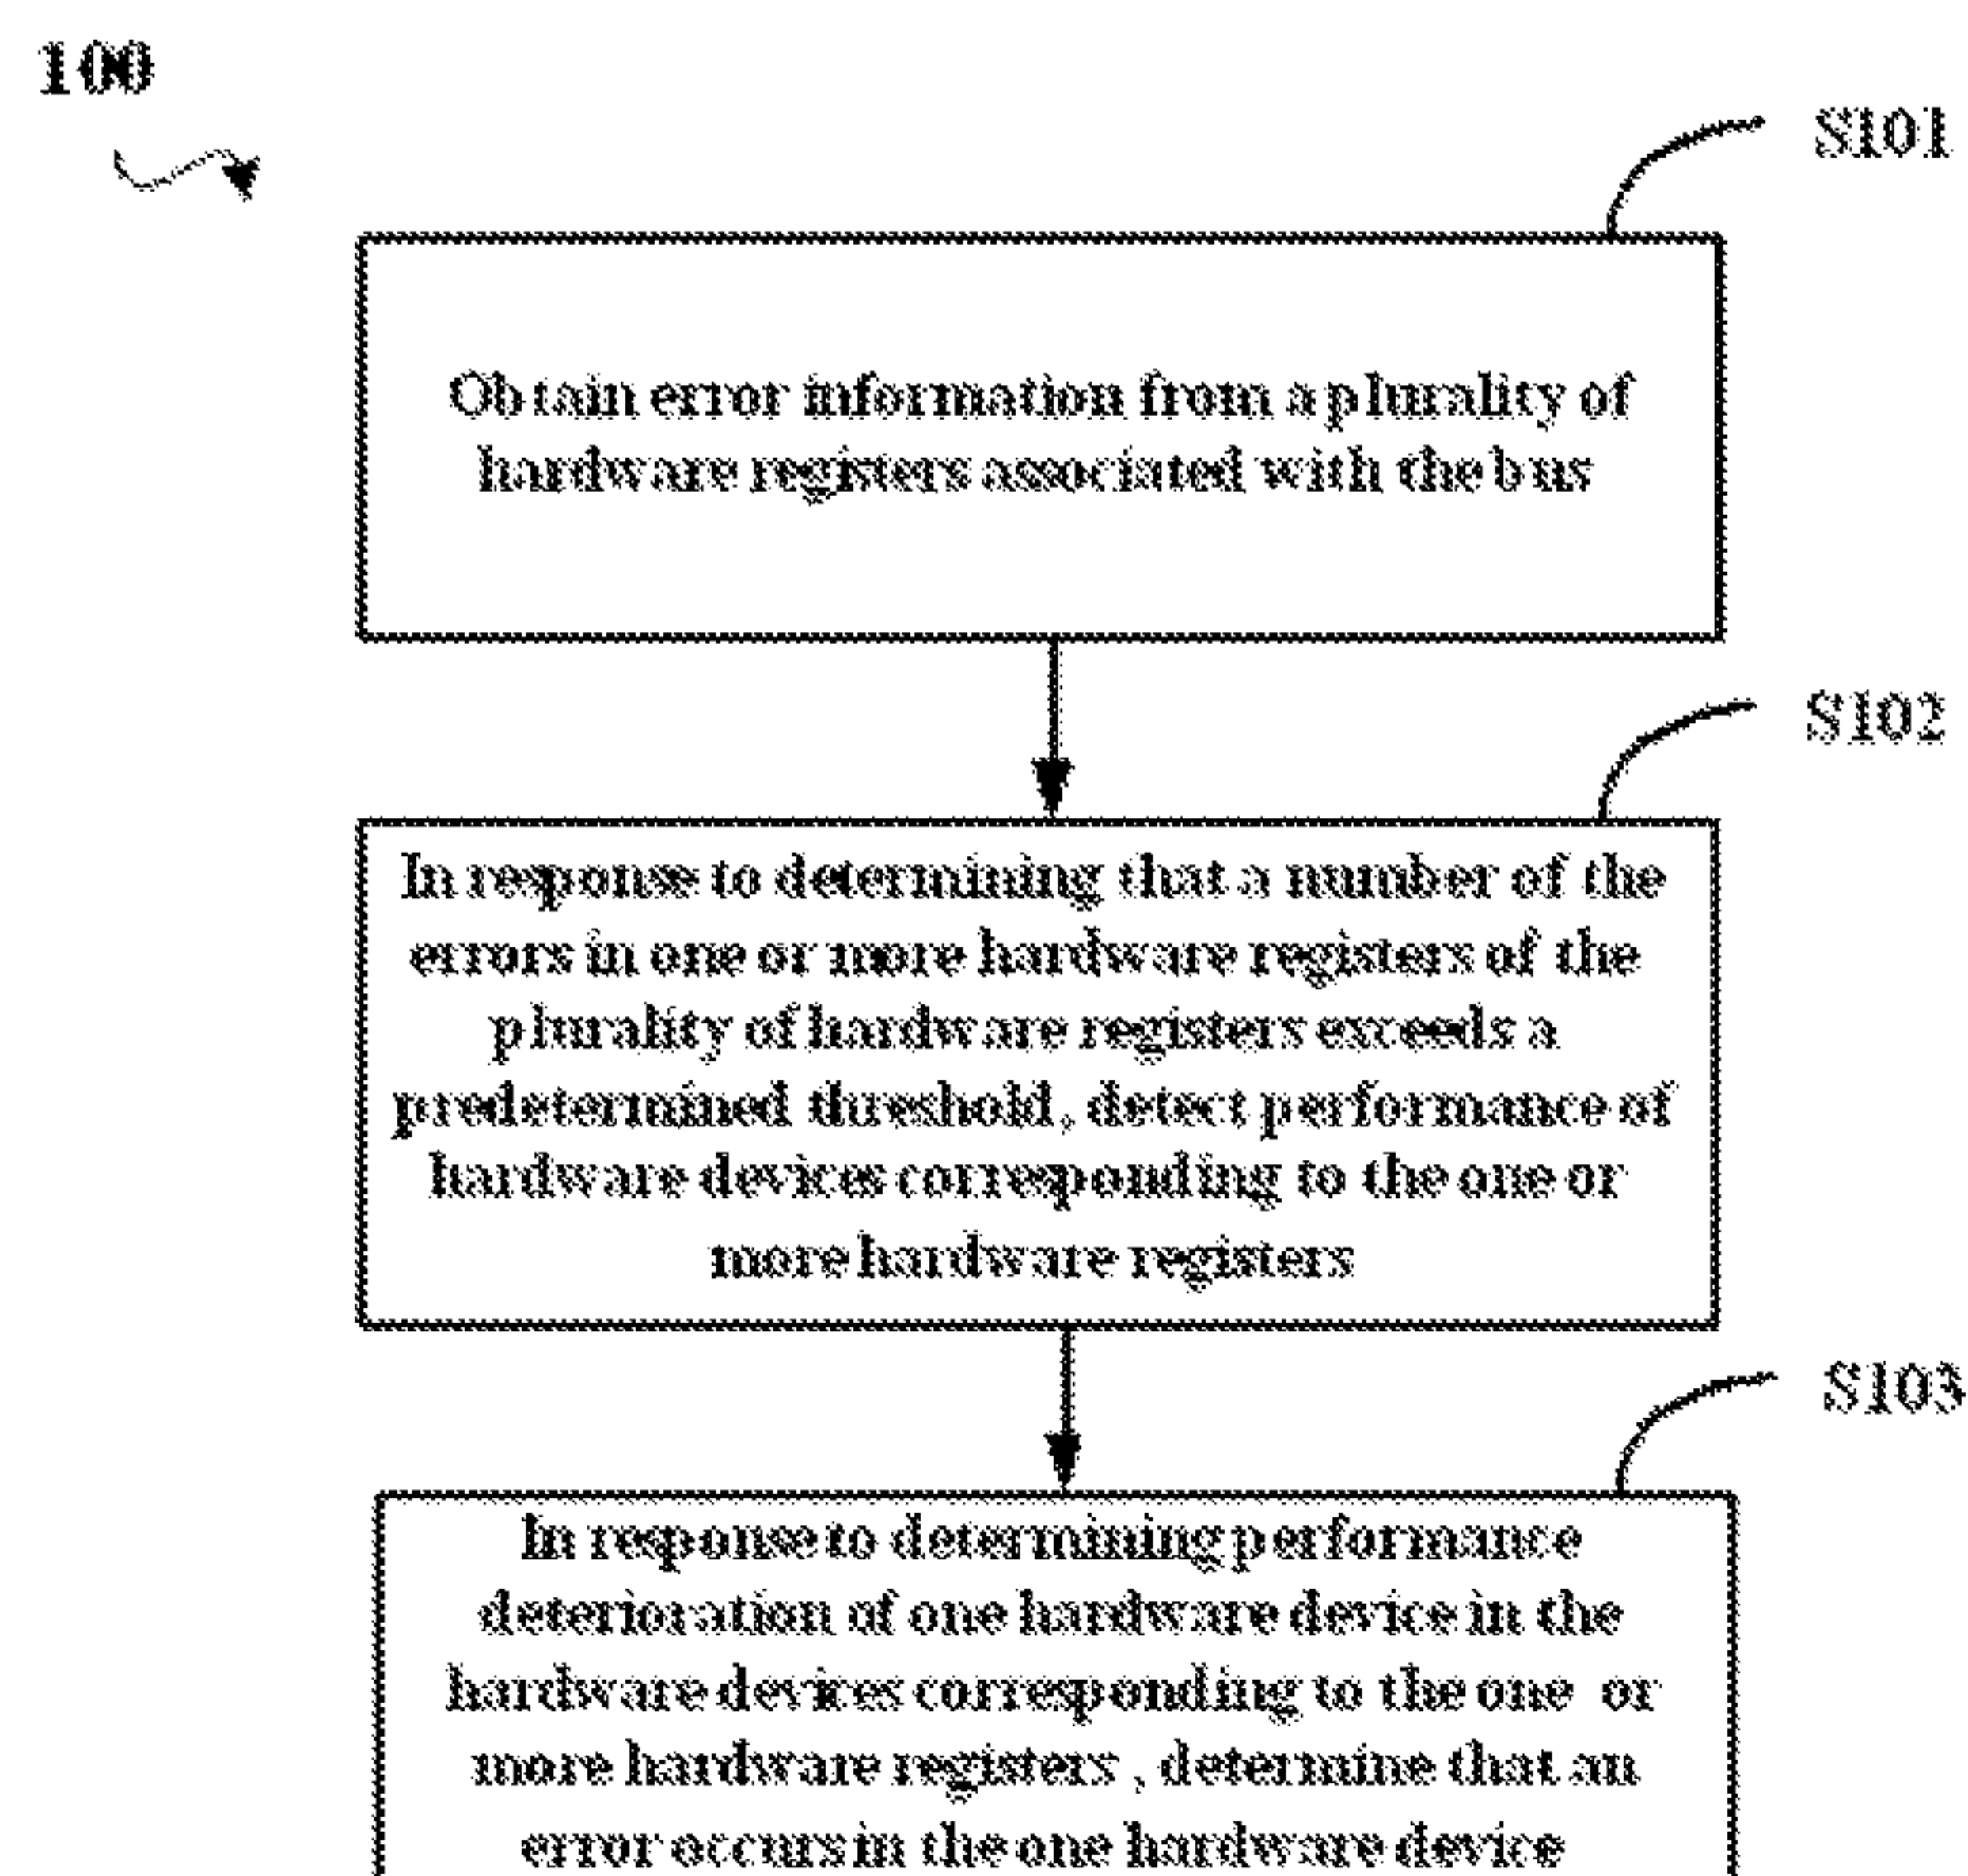 100
S101
Obtain error information from a plurality of
hardware registers associated with the bus
S102
In response to determining that a number of the
errors in one or more hardware registers of the
plurality of hardware registers exceeds a
predetermined threshold, detect performance of
hardware devices corresponding to the one or
more hardware registers
S103
In response to determining performance
deterioration of one hardware device in the
hardware devices corresponding to the one or
more hardware registers , determine that an
error occurs in the one hardware device